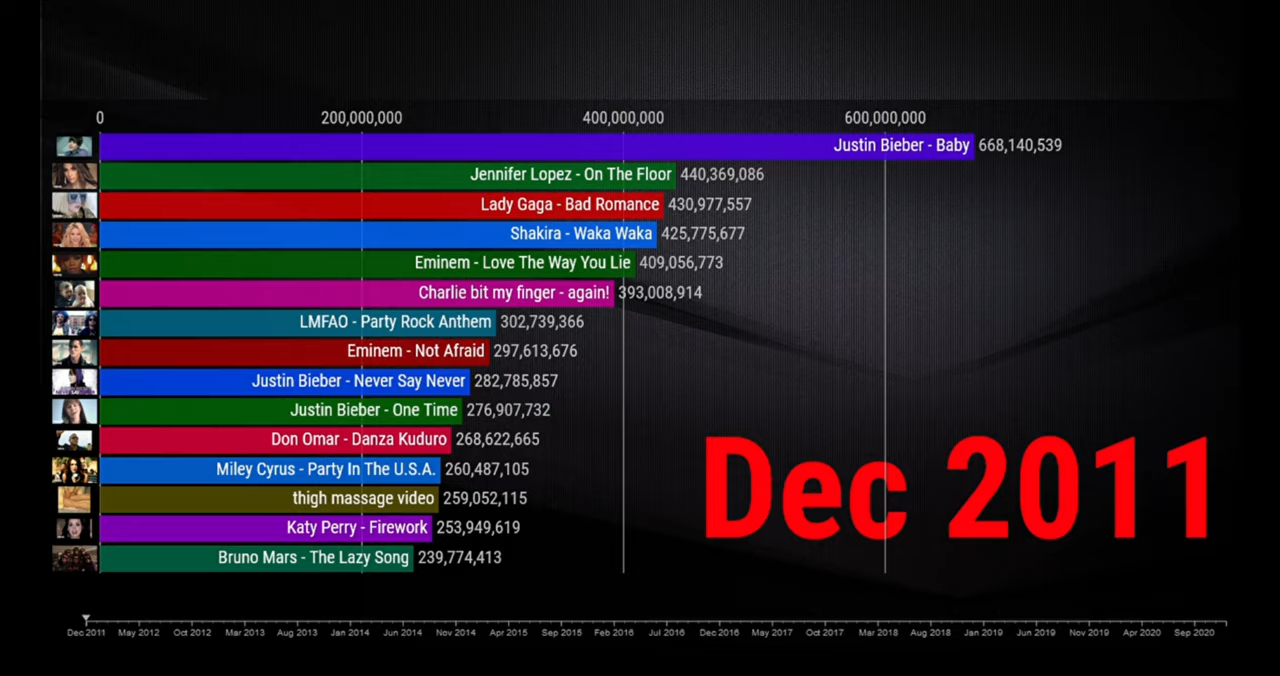 0 200,000,000 400,000,000 600,000,000
Justin Bieber - Baby 668,140,539
Jennifer Lopez - On The Floor 440,369,086
Lady Gaga - Bad Romance 430,977,557
Shakira - Waka Waka 425,775,677
Eminem - Love The Way You Lie 409,056,773
Charlie bit my finger - again! 393,008,914
LMFAO - Party Rock Anthem 302,739,366
Eminem - Not Afraid 297,613,676
Justin Bieber - Never Say Never 282,785,857
Justin Bieber - One Time 276,907,732
Don Omar - Danza Kuduro 268,622,665
Miley Cyrus - Party In The U.S.A. 260,487,105
thigh massage video 259,052,115
Katy Perry - Firework 253,949,619
Bruno Mars - The Lazy Song 239,774,413
Dec 2011
Dec 2011 May 2012 Oct 2012 Mar 2013 Aug 2013 Jan 2014 Jun 2014 Nov 2014 Apr 2015 Sep 2015 Feb 2016 Jul 2016 Dec 2016 May 2017 Oct 2017 Mar 2018 Aug 2018 Jan 2019 Jun 2019 Nov 2019 Apr 2020 Sep 2020